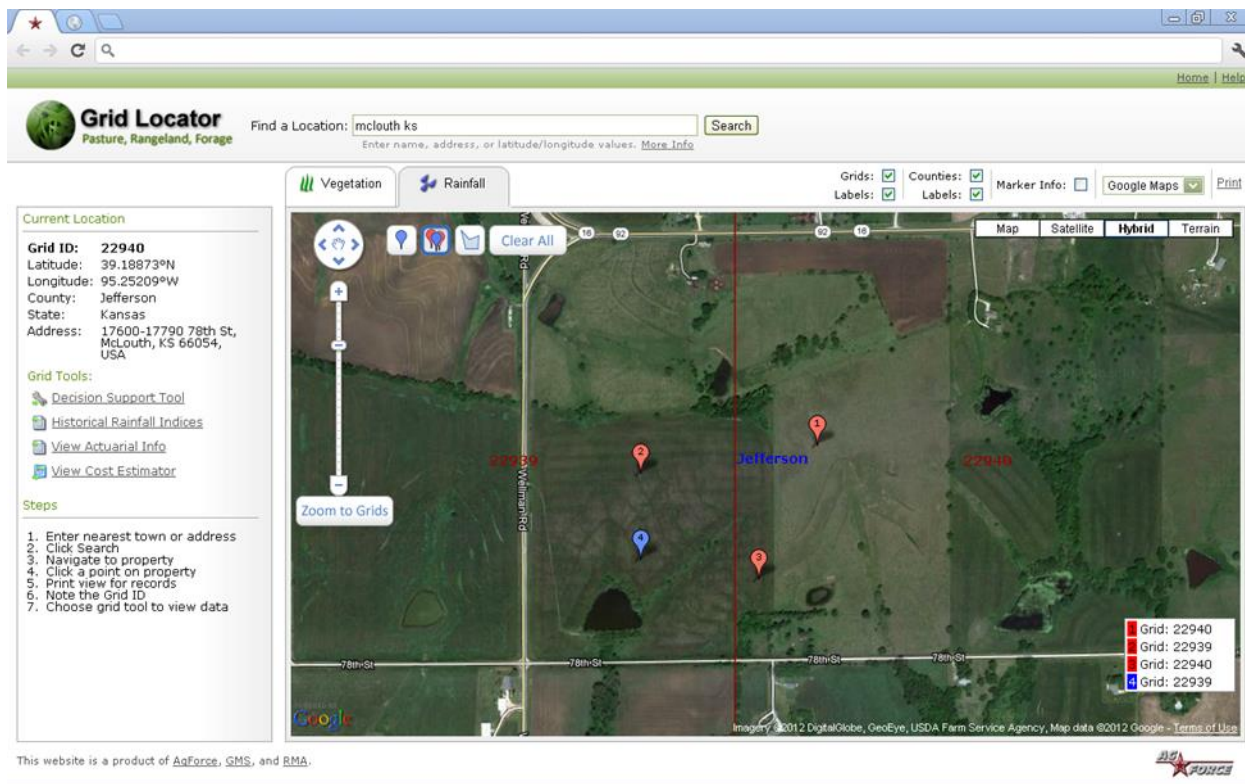 Home | Help
Grid Locator
Pasture, Rangeland, Forage
Find a Location: mclouth ks Search
Enter name, address, or latitude/longitude values. More Info
Vegetation
Rainfall
Grids:
Labels:
Counties:
Labels:
Marker Info:
Google Maps
Print
Current Location
Grid ID: 22940
Latitude: 39.18873ºN
Longitude: 95.25209ºW
County: Jefferson
State: Kansas
Address: 17600-17790 78th St,
McLouth, KS 66054,
USA
Grid Tools:
Decision Support Tool
Historical Rainfall Indices
View Actuarial Info
View Cost Estimator
Steps
1. Enter nearest town or address
2. Click Search
3. Navigate to property
4. Click a point on property
5. Print view for records
6. Note the Grid ID
7. Choose grid tool to view data
Clear All
16 92
92 16
Map Satellite Hybrid Terrain
Zoom to Grids
1
2
3
4
22939
Jefferson
22940
Wellman Rd
78th St
78th St
78th St
78th St
1 Grid: 22940
2 Grid: 22939
3 Grid: 22940
4 Grid: 22939
Google
Imagery ©2012 DigitalGlobe, GeoEye, USDA Farm Service Agency, Map data ©2012 Google - Terms of Use
This website is a product of AgForce, GMS, and RMA.
AG FORCE